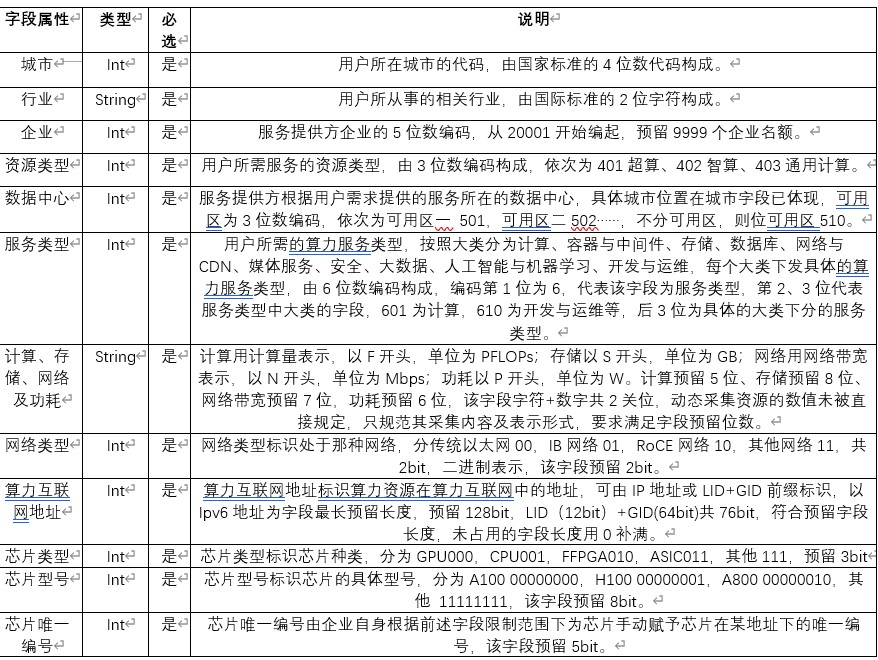 字段属性 类型 必选 说明
城市 Int 是 用户所在城市的代码，由国家标准的 4 位数代码构成。
行业 String 是 用户所从事的相关行业，由国际标准的 2 位字符构成。
企业 Int 是 服务提供方企业的 5 位数编码，从 20001 开始编起，预留 9999 个企业名额。
资源类型 Int 是 用户所需服务的资源类型，由 3 位数编码构成，依次为 401 超算、402 智算、403 通用计算。
数据中心 Int 是 服务提供方根据用户需求提供的服务所在的数据中心，具体城市位置在城市字段已体现，可用
区为 3 位数编码，依次为可用区一 501，可用区二 502……，不分可用区，则位可用区 510。
服务类型 Int 是 用户所需的算力服务类型，按照大类分为计算、容器与中间件、存储、数据库、网络与
CDN、媒体服务、安全、大数据、人工智能与机器学习、开发与运维，每个大类下发具体的算
力服务类型，由 6 位数编码构成，编码第 1 位为 6，代表该字段为服务类型，第 2、3 位代表
服务类型中大类的字段，601 为计算，610 为开发与运维等，后 3 位为具体的大类下分的服务
类型。
计算、存储、网络及功耗 String 是 计算用计算量表示，以 F 开头，单位为 PFLOPs；存储以 S 开头，单位为 GB；网络用网络带宽
表示，以 N 开头，单位为 Mbps；功耗以 P 开头，单位为 W。计算预留 5 位、存储预留 8 位、
网络带宽预留 7 位，功耗预留 6 位，该字段字符+数字共 2 关位，动态采集资源的数值未被直
接规定，只规范其采集内容及表示形式，要求满足字段预留位数。
网络类型 Int 是 网络类型标识处于那种网络，分传统以太网 00，IB 网络 01，RoCE 网络 10，其他网络 11，共
2bit，二进制表示，该字段预留 2bit。
算力互联网地址 Int 是 算力互联网地址标识算力资源在算力互联网中的地址，可由 IP 地址或 LID+GID 前缀标识，以
Ipv6 地址为字段最长预留长度，预留 128bit，LID（12bit）+GID(64bit)共 76bit，符合预留字段
长度，未占用的字段长度用 0 补满。
芯片类型 Int 是 芯片类型标识芯片种类，分为 GPU000，CPU001，FFPGA010，ASIC011，其他 111，预留 3bit
芯片型号 Int 是 芯片型号标识芯片的具体型号，分为 A100 00000000，H100 00000001，A800 00000010，其
他 11111111，该字段预留 8bit。
芯片唯一编号 Int 是 芯片唯一编号由企业自身根据前述字段限制范围下为芯片手动赋予芯片在某地址下的唯一编
号，该字段预留 5bit。